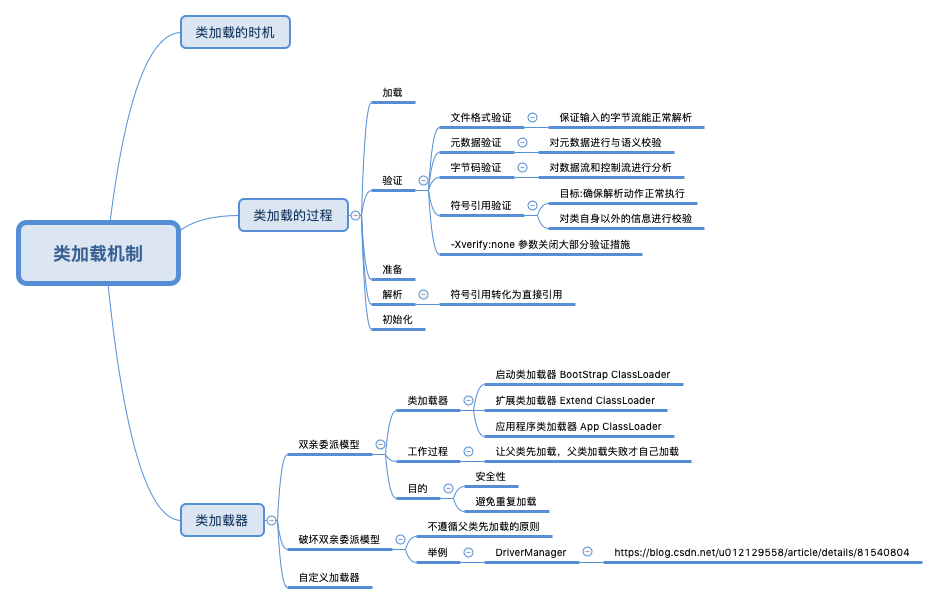 类加载机制
类加载的时机
类加载的过程
加载
验证
文件格式验证
保证输入的字节流能正常解析
元数据验证
对元数据进行与语义校验
字节码验证
对数据流和控制流进行分析
符号引用验证
目标:确保解析动作正常执行
对类自身以外的信息进行校验
-Xverify:none 参数关闭大部分验证措施
准备
解析
符号引用转化为直接引用
初始化
类加载器
双亲委派模型
类加载器
启动类加载器 BootStrap ClassLoader
扩展类加载器 Extend ClassLoader
应用程序类加载器 App ClassLoader
工作过程
让父类先加载，父类加载失败才自己加载
目的
安全性
避免重复加载
破坏双亲委派模型
不遵循父类先加载的原则
举例
DriverManager
https://blog.csdn.net/u012129558/article/details/81540804
自定义加载器